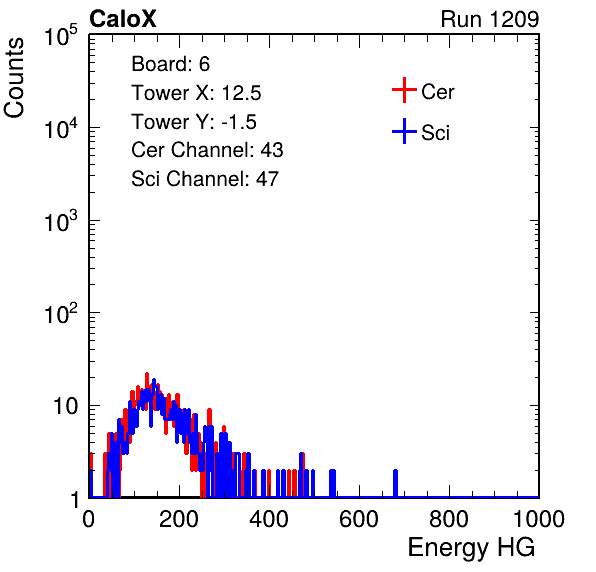 CaloX Run 1209
Counts
Board: 6
Tower X: 12.5
Tower Y: -1.5
Cer Channel: 43
Sci Channel: 47
Cer
Sci
10^5
10^4
10^3
10^2
10
1
0 200 400 600 800 1000
Energy HG